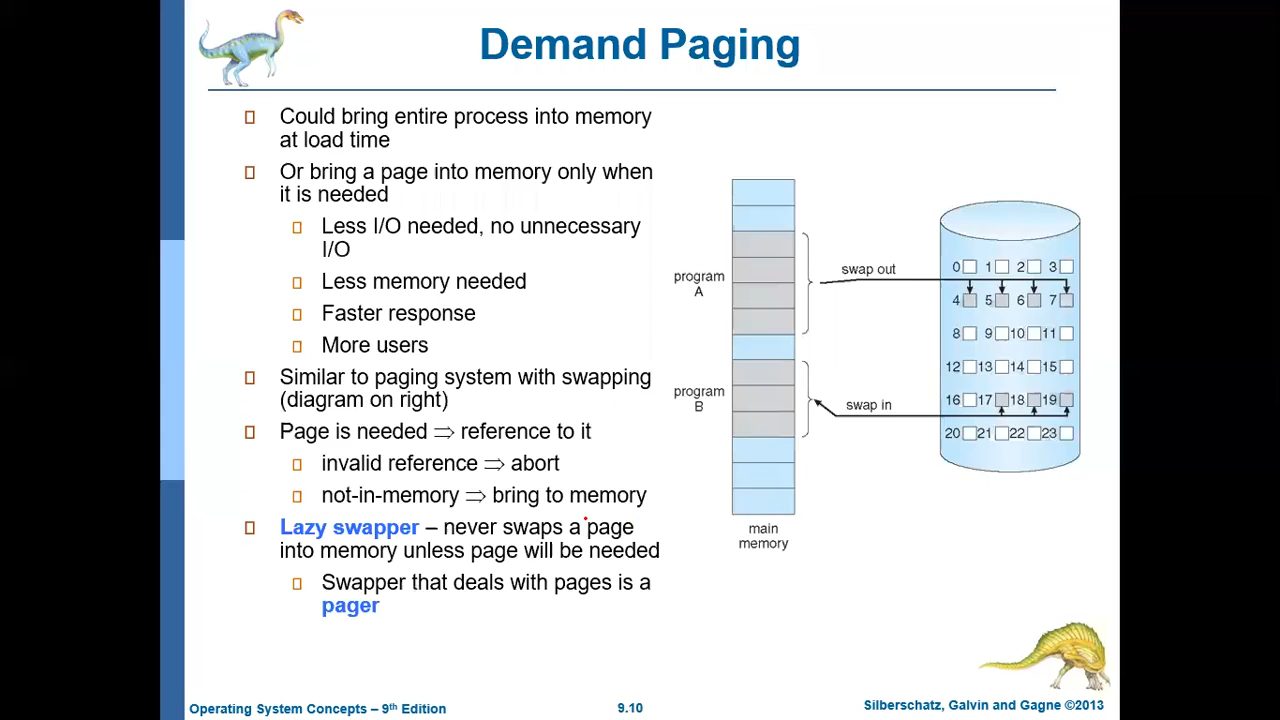 Demand Paging
Could bring entire process into memory
at load time
Or bring a page into memory only when
it is needed
Less I/O needed, no unnecessary
I/O
Less memory needed
Faster response
More users
Similar to paging system with swapping
(diagram on right)
Page is needed ⇒ reference to it
invalid reference ⇒ abort
not-in-memory ⇒ bring to memory
Lazy swapper – never swaps a page
into memory unless page will be needed
Swapper that deals with pages is a
pager
program
A
program
B
main
memory
swap out
swap in
0 1 2 3
4 5 6 7
8 9 10 11
12 13 14 15
16 17 18 19
20 21 22 23
Operating System Concepts – 9th Edition
9.10
Silberschatz, Galvin and Gagne ©2013